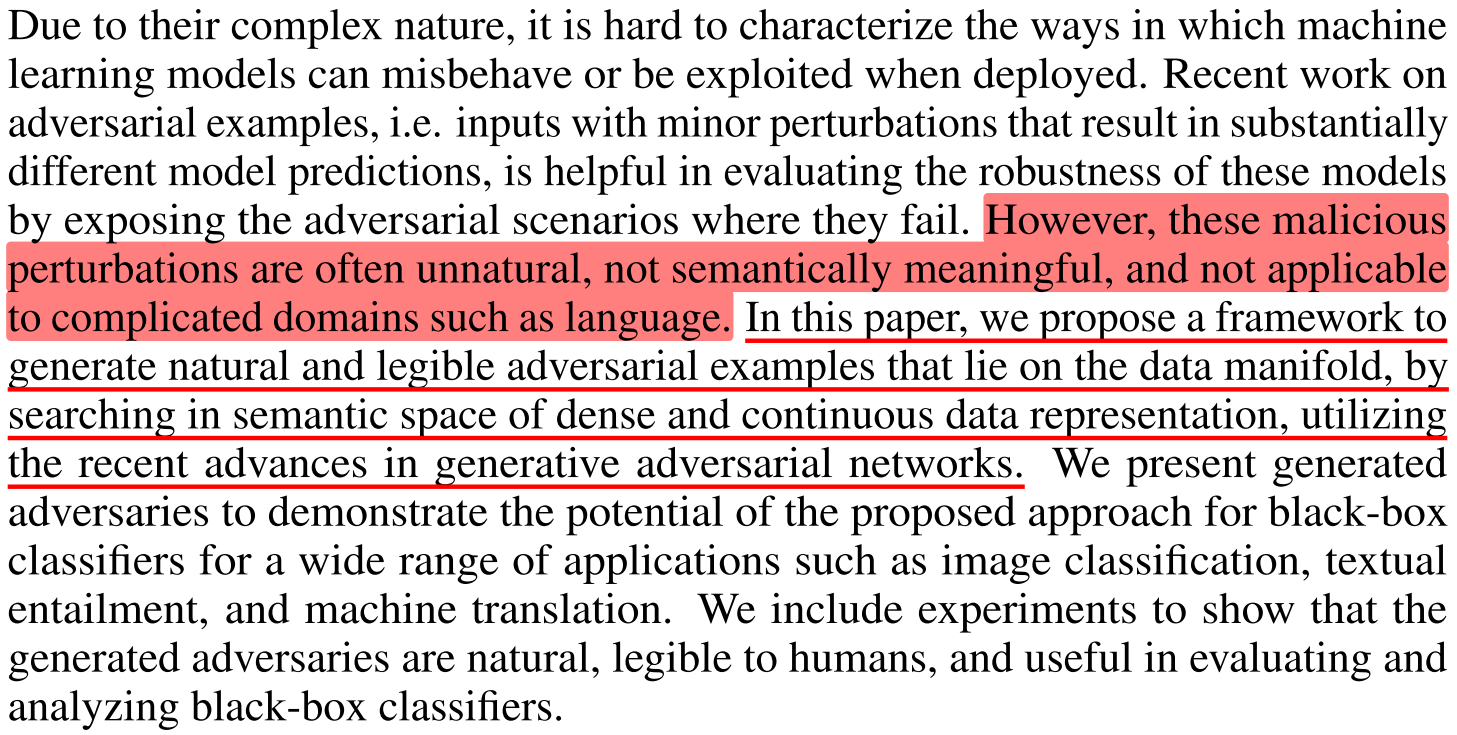 Due to their complex nature, it is hard to characterize the ways in which machine
learning models can misbehave or be exploited when deployed. Recent work on
adversarial examples, i.e. inputs with minor perturbations that result in substantially
different model predictions, is helpful in evaluating the robustness of these models
by exposing the adversarial scenarios where they fail. However, these malicious
perturbations are often unnatural, not semantically meaningful, and not applicable
to complicated domains such as language. In this paper, we propose a framework to
generate natural and legible adversarial examples that lie on the data manifold, by
searching in semantic space of dense and continuous data representation, utilizing
the recent advances in generative adversarial networks. We present generated
adversaries to demonstrate the potential of the proposed approach for black-box
classifiers for a wide range of applications such as image classification, textual
entailment, and machine translation. We include experiments to show that the
generated adversaries are natural, legible to humans, and useful in evaluating and
analyzing black-box classifiers.